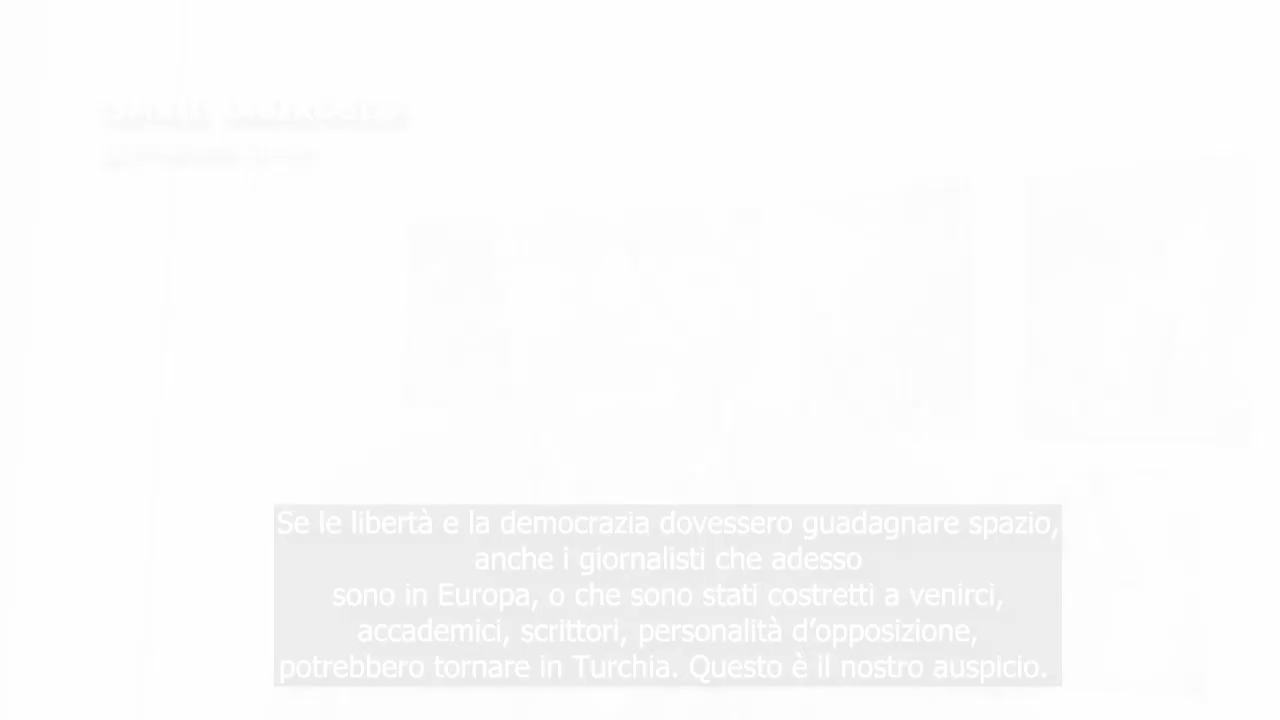 Se le libertà e la democrazia dovessero guadagnare spazio,
anche i giornalisti che adesso
sono in Europa, o che sono stati costretti a venirci,
accademici, scrittori, personalità d’opposizione,
potrebbero tornare in Turchia. Questo è il nostro auspicio.